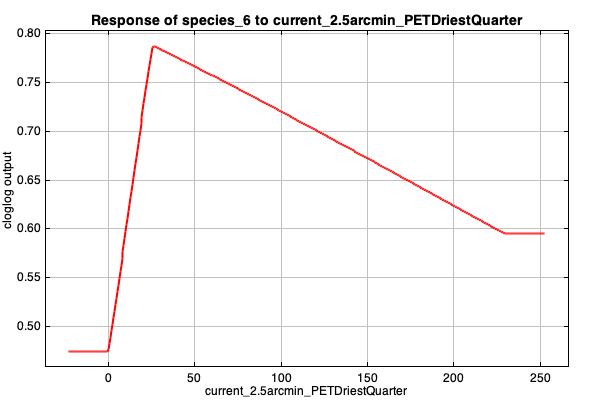 Response of species_6 to current_2.5arcmin_PETDriestQuarter
0.80
0.75
0.70
0.65
0.60
0.55
0.50
cloglog output
0 50 100 150 200 250
current_2.5arcmin_PETDriestQuarter